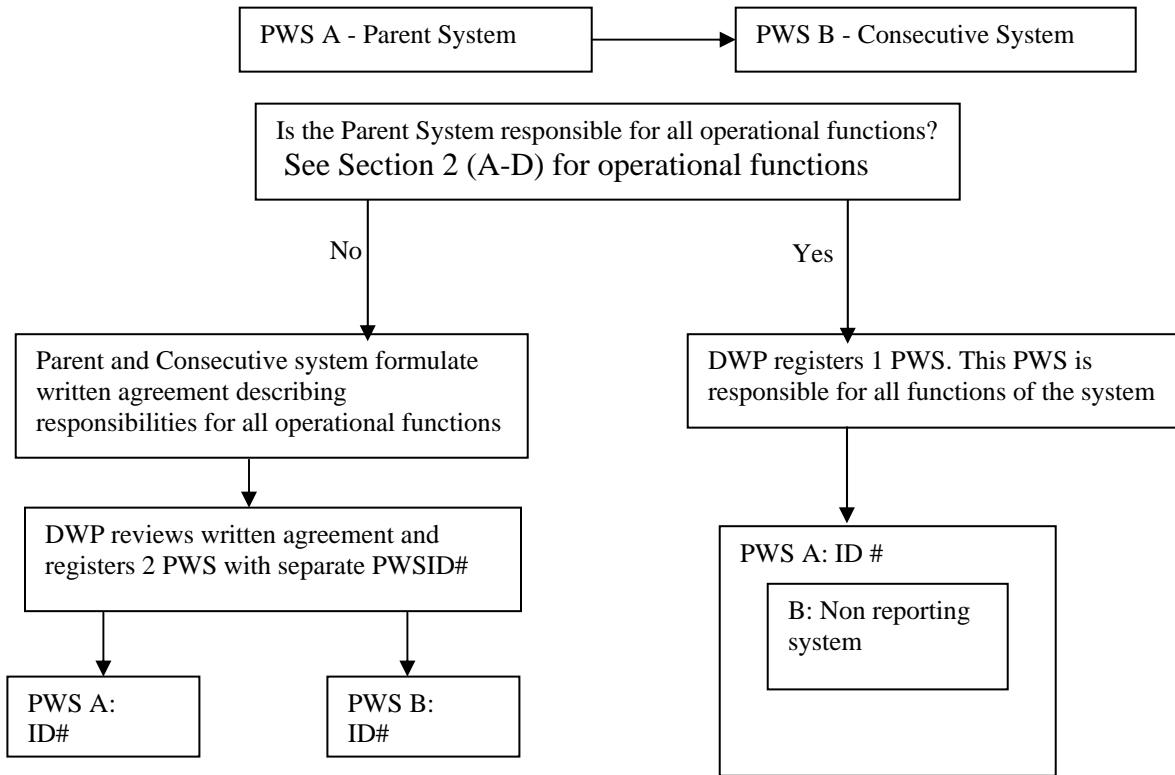 PWS A - Parent System
PWS B - Consecutive System
Is the Parent System responsible for all operational functions?
See Section 2 (A-D) for operational functions
No
Yes
Parent and Consecutive system formulate
written agreement describing
responsibilities for all operational functions
DWP registers 1 PWS. This PWS is
responsible for all functions of the system
DWP reviews written agreement and
registers 2 PWS with separate PWSID#
PWS A: ID #
B: Non reporting
system
PWS A:
ID#
PWS B:
ID#